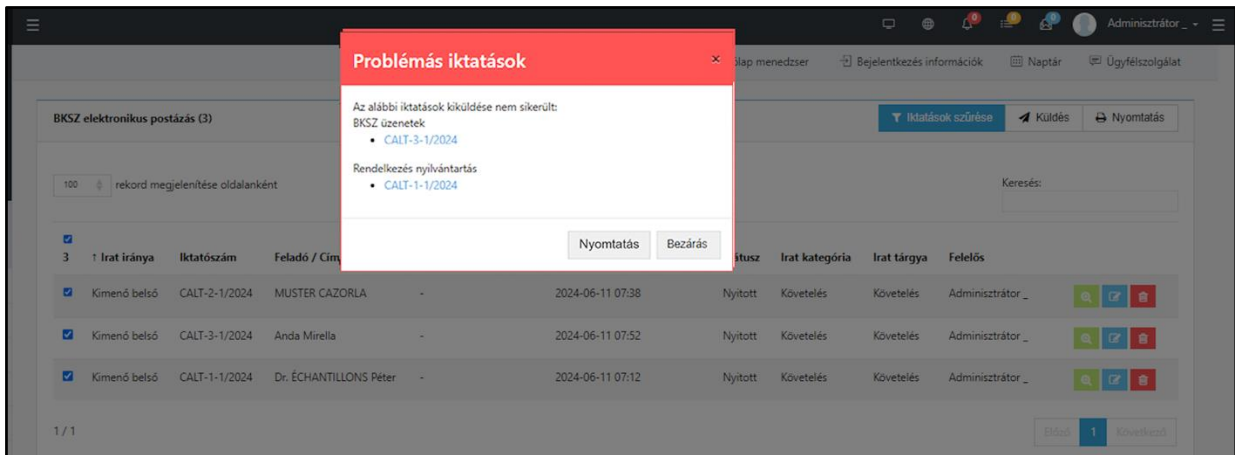 0
0
0
Adminisztrátor _
Problémás iktatások
×
menedzser
Bejelentkezés információk
Naptár
Ügyfélszolgálat
Az alábbi iktatások kiküldése nem sikerült:
BKSZ üzenetek
• CALT-3-1/2024
Rendelkezés nyilvántartás
• CALT-1-1/2024
Nyomtatás Bezárás
BKSZ elektronikus postázás (3)
Iktatások szűrése Küldés Nyomtatás
100 rekord megjelenítése oldalanként
Keresés:
3 ↑ Irat iránya Iktatószám Feladó / Irat kategória Irat tárgya Felelős
Kimenő belső CALT-2-1/2024 MUSTER CAZORLA - 2024-06-11 07:38 Nyitott Követelés Követelés Adminisztrátor _
Kimenő belső CALT-3-1/2024 Anda Mirella - 2024-06-11 07:52 Nyitott Követelés Követelés Adminisztrátor _
Kimenő belső CALT-1-1/2024 Dr. ÉCHANTILLONS Péter - 2024-06-11 07:12 Nyitott Követelés Követelés Adminisztrátor _
1 / 1
Előző 1 Következő